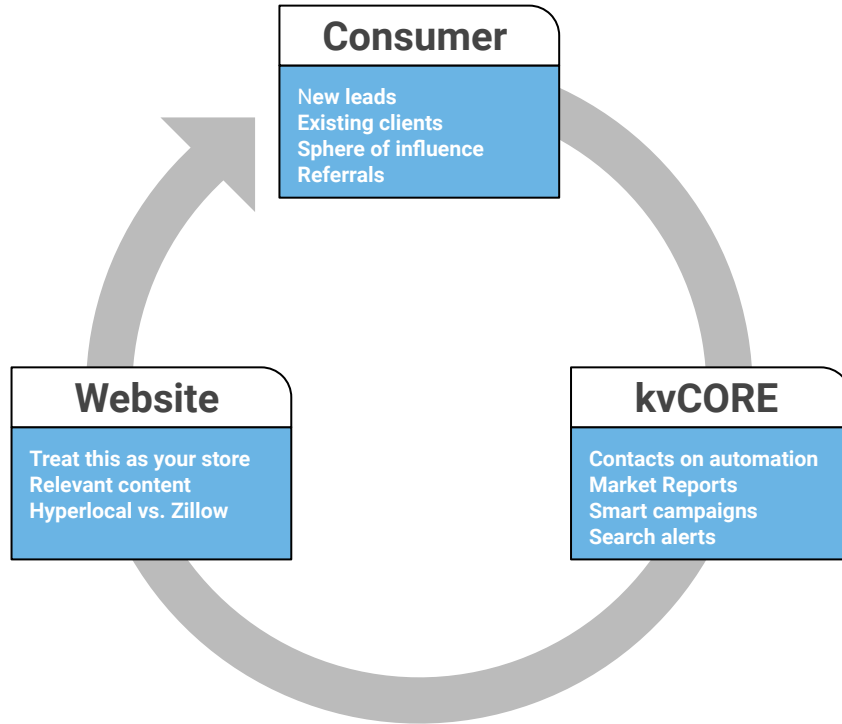 Consumer
New leads
Existing clients
Sphere of influence
Referrals
Website
Treat this as your store
Relevant content
Hyperlocal vs. Zillow
kvCORE
Contacts on automation
Market Reports
Smart campaigns
Search alerts